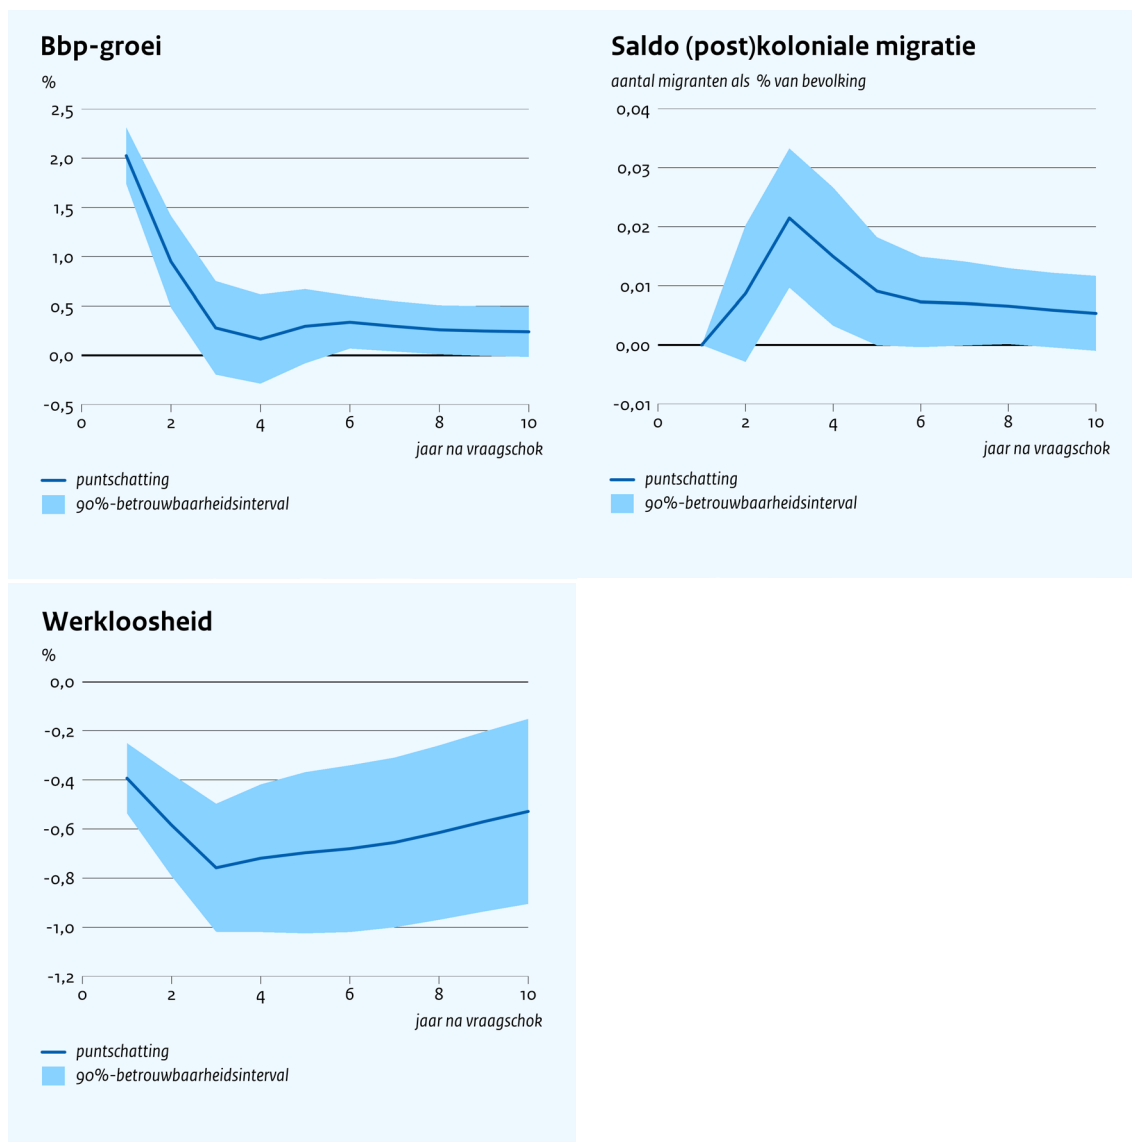 Bbp-groei
%
2,5
2,0
1,5
1,0
0,5
0,0
-0,5
0 2 4 6 8 10
jaar na vraagschok
puntschatting
90%-betrouwbaarheidsinterval
Saldo (post)koloniale migratie
aantal migranten als % van bevolking
0,04
0,03
0,02
0,01
0,00
-0,01
0 2 4 6 8 10
jaar na vraagschok
puntschatting
90%-betrouwbaarheidsinterval
Werkloosheid
%
0,0
-0,2
-0,4
-0,6
-0,8
-1,0
-1,2
0 2 4 6 8 10
jaar na vraagschok
puntschatting
90%-betrouwbaarheidsinterval